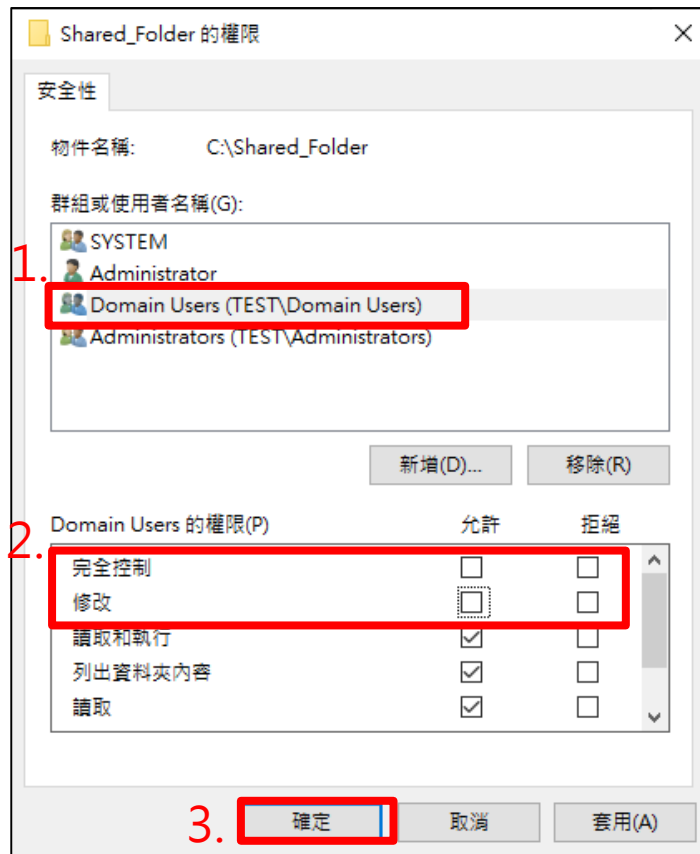 Shared_Folder 的權限
安全性
物件名稱: C:\Shared_Folder
群組或使用者名稱(G):
SYSTEM
1.
Administrator
Domain Users (TEST\Domain Users)
Administrators (TEST\Administrators)
新增(D)... 移除(R)
Domain Users 的權限(P) 允許 拒絕
2.
完全控制
修改
讀取和執行
列出資料夾內容
讀取
3. 確定 取消 套用(A)